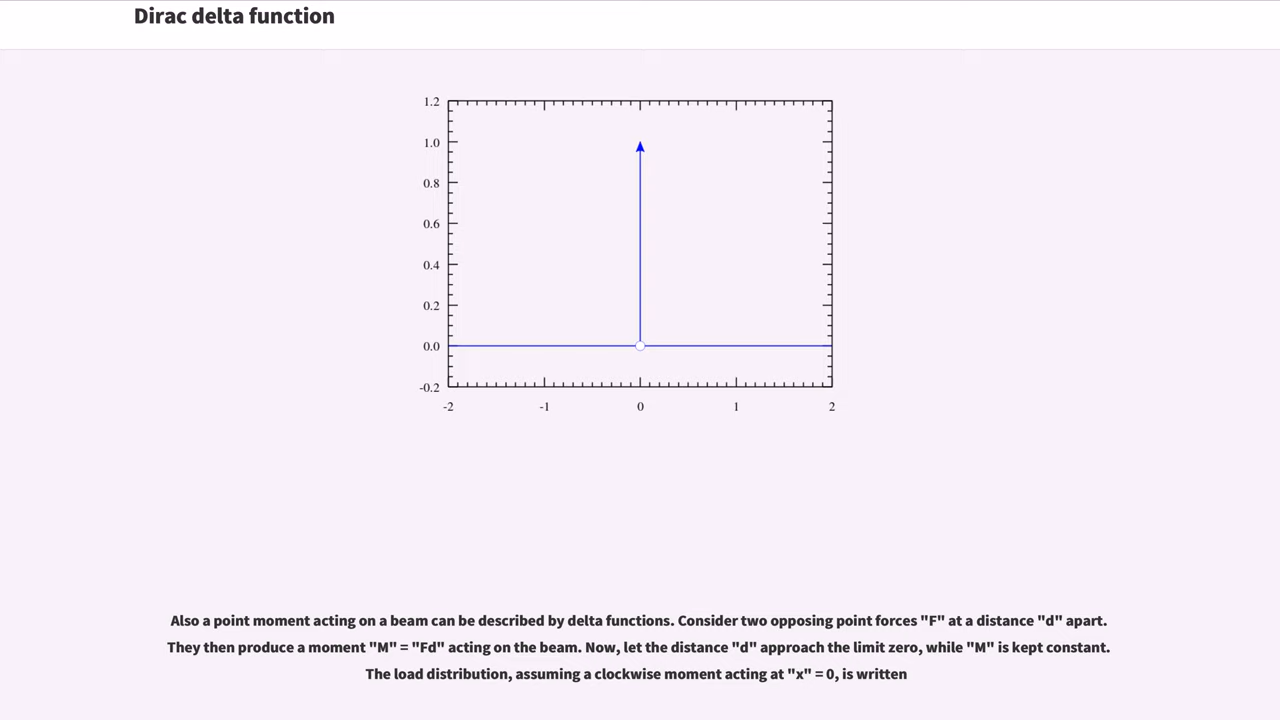 Dirac delta function
1.2
1.0
0.8
0.6
0.4
0.2
0.0
-0.2
-2 -1 0 1 2
Also a point moment acting on a beam can be described by delta functions. Consider two opposing point forces "F" at a distance "d" apart.
They then produce a moment "M" = "Fd" acting on the beam. Now, let the distance "d" approach the limit zero, while "M" is kept constant.
The load distribution, assuming a clockwise moment acting at "x" = 0, is written